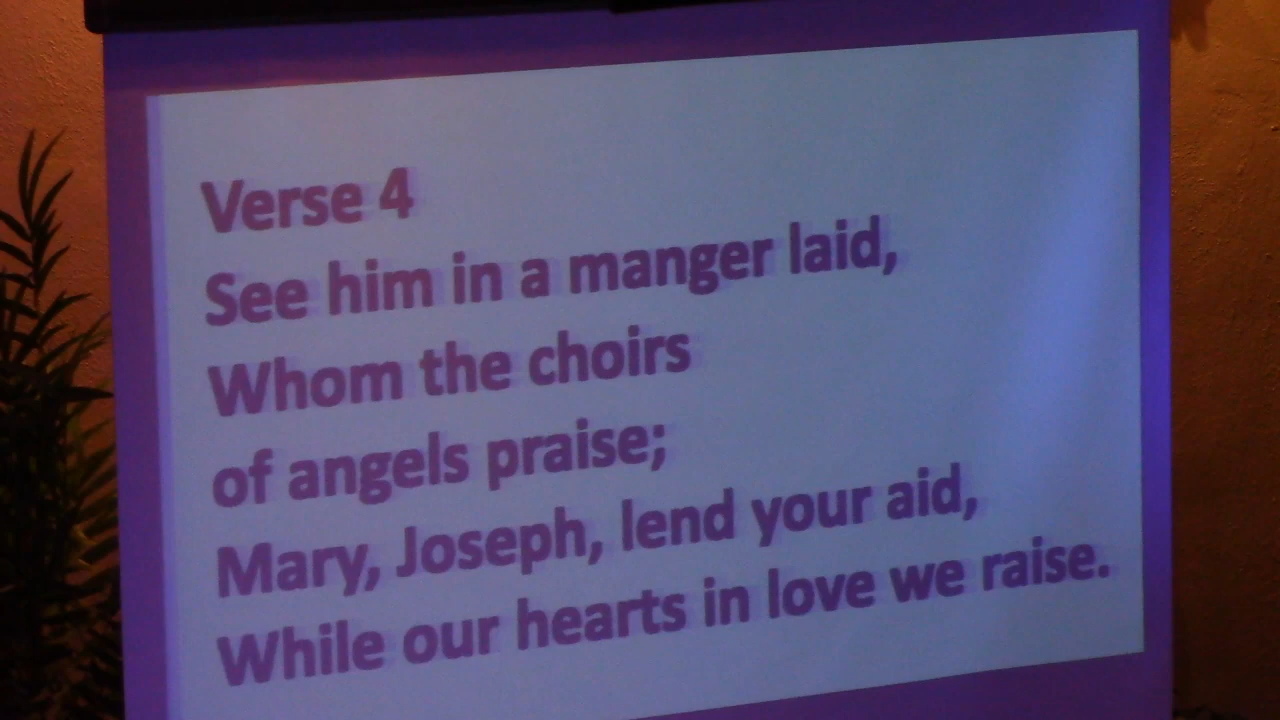 Verse 4
See him in a manger laid,
Whom the choirs
of angels praise;
Mary, Joseph, lend your aid,
While our hearts in love we raise.